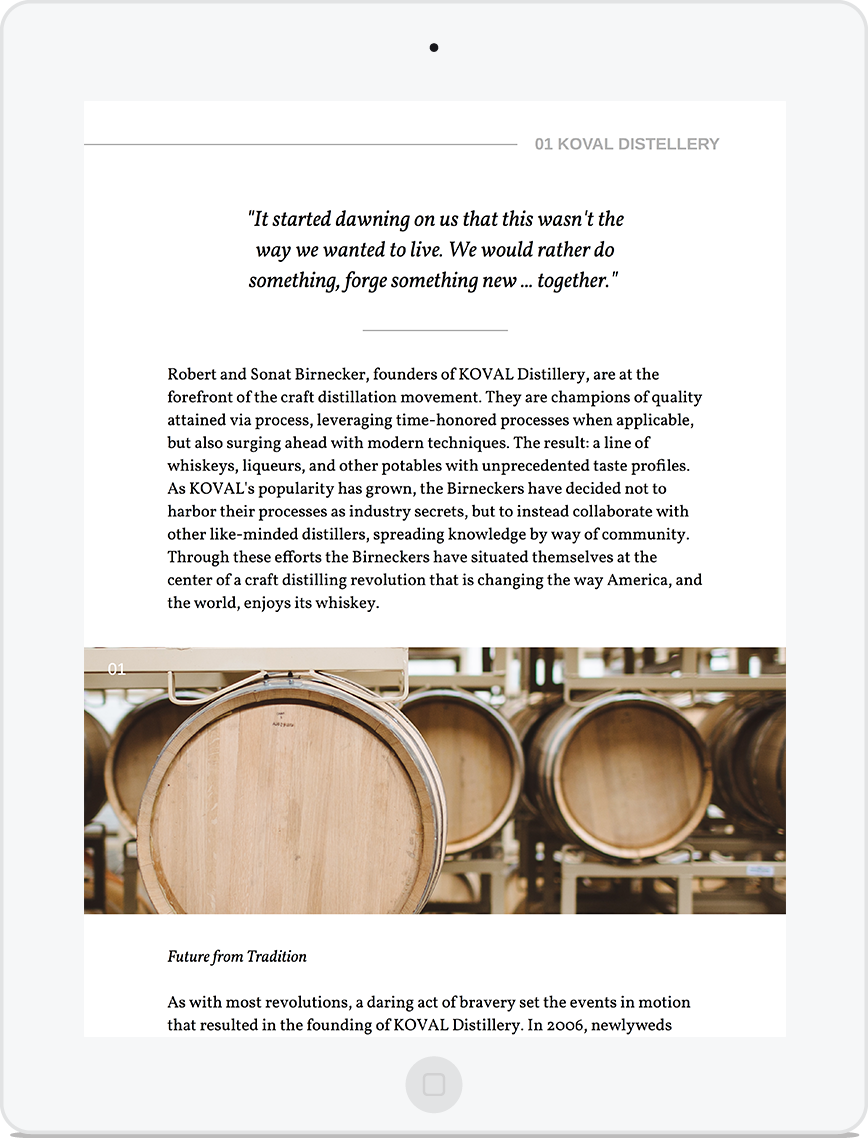 01 KOVAL DISTELLERY
"It started dawning on us that this wasn't the
way we wanted to live. We would rather do
something, forge something new ... together."
Robert and Sonat Birnecker, founders of KOVAL Distillery, are at the
forefront of the craft distillation movement. They are champions of quality
attained via process, leveraging time-honored processes when applicable,
but also surging ahead with modern techniques. The result: a line of
whiskeys, liqueurs, and other potables with unprecedented taste profiles.
As KOVAL's popularity has grown, the Birneckers have decided not to
harbor their processes as industry secrets, but to instead collaborate with
other like-minded distillers, spreading knowledge by way of community.
Through these efforts the Birneckers have situated themselves at the
center of a craft distilling revolution that is changing the way America, and
the world, enjoys its whiskey.
01
Future from Tradition
As with most revolutions, a daring act of bravery set the events in motion
that resulted in the founding of KOVAL Distillery. In 2006, newlyweds